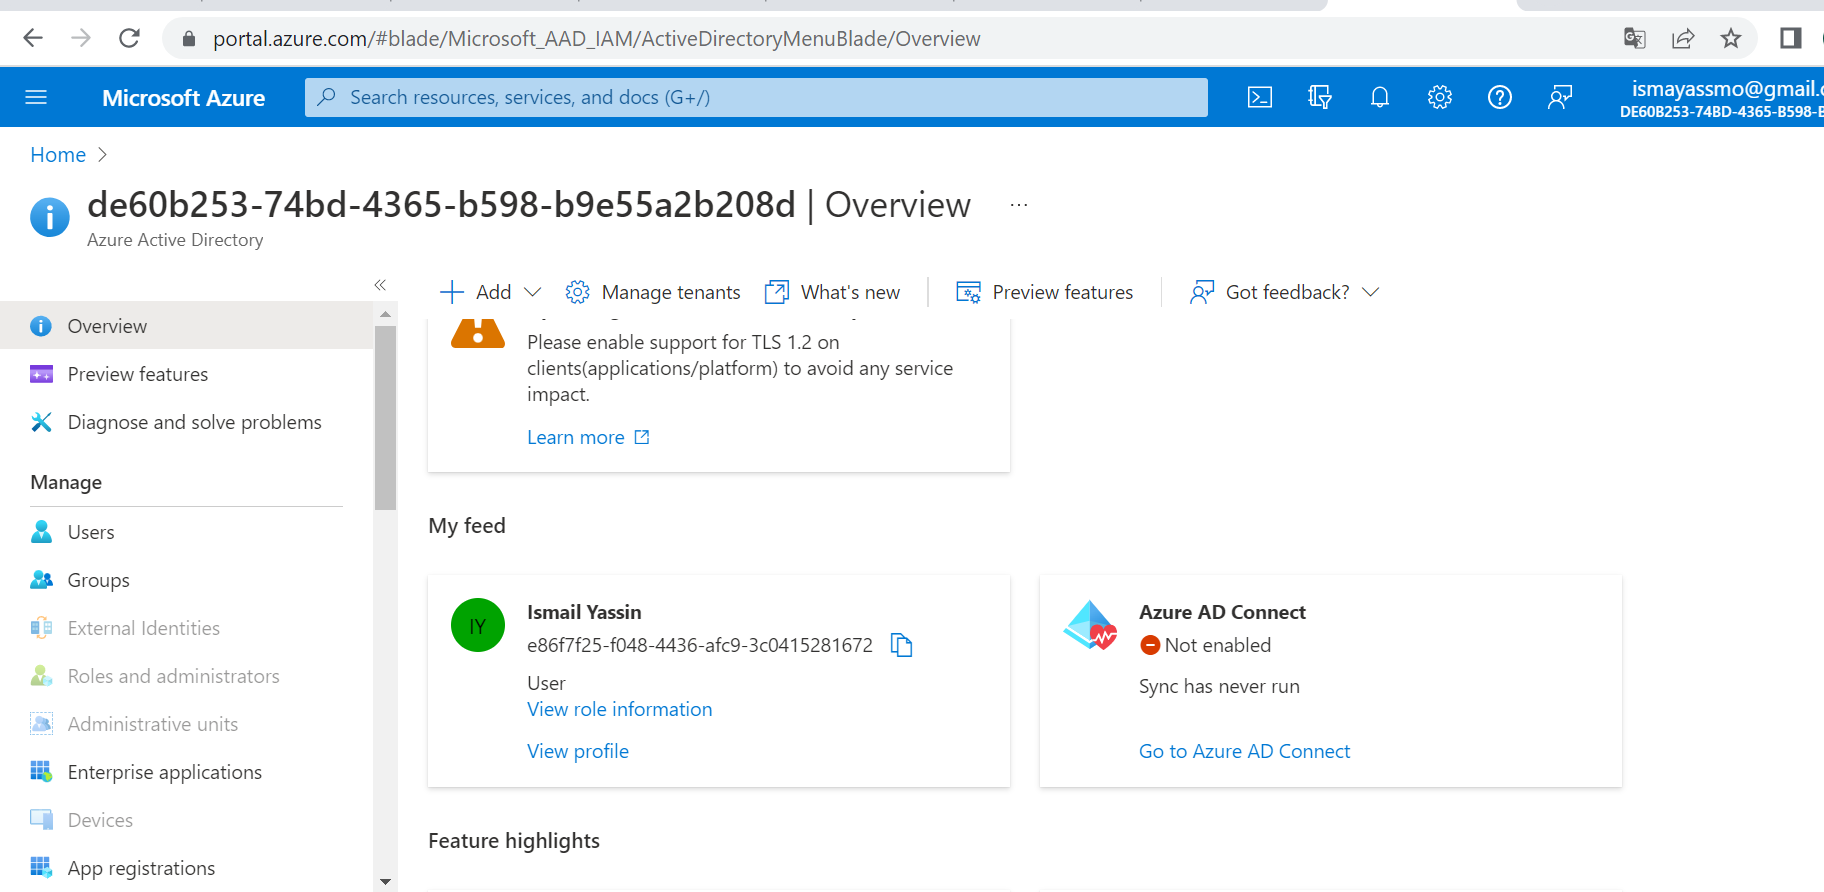 portal.azure.com/#blade/Microsoft_AAD_IAM/ActiveDirectoryMenuBlade/Overview
Microsoft Azure
Search resources, services, and docs (G+/)
ismayassmo@gmail.
DE60B253-74BD-4365-B598-
Home
de60b253-74bd-4365-b598-b9e55a2b208d | Overview
...
Azure Active Directory
Add
Manage tenants
What's new
Preview features
Got feedback?
Overview
Preview features
Diagnose and solve problems
Manage
Users
Groups
External Identities
Roles and administrators
Administrative units
Enterprise applications
Devices
App registrations
Please enable support for TLS 1.2 on
clients(applications/platform) to avoid any service
impact.
Learn more
My feed
IY
Ismail Yassin
e86f7f25-f048-4436-afc9-3c0415281672
User
View role information
View profile
Azure AD Connect
Not enabled
Sync has never run
Go to Azure AD Connect
Feature highlights